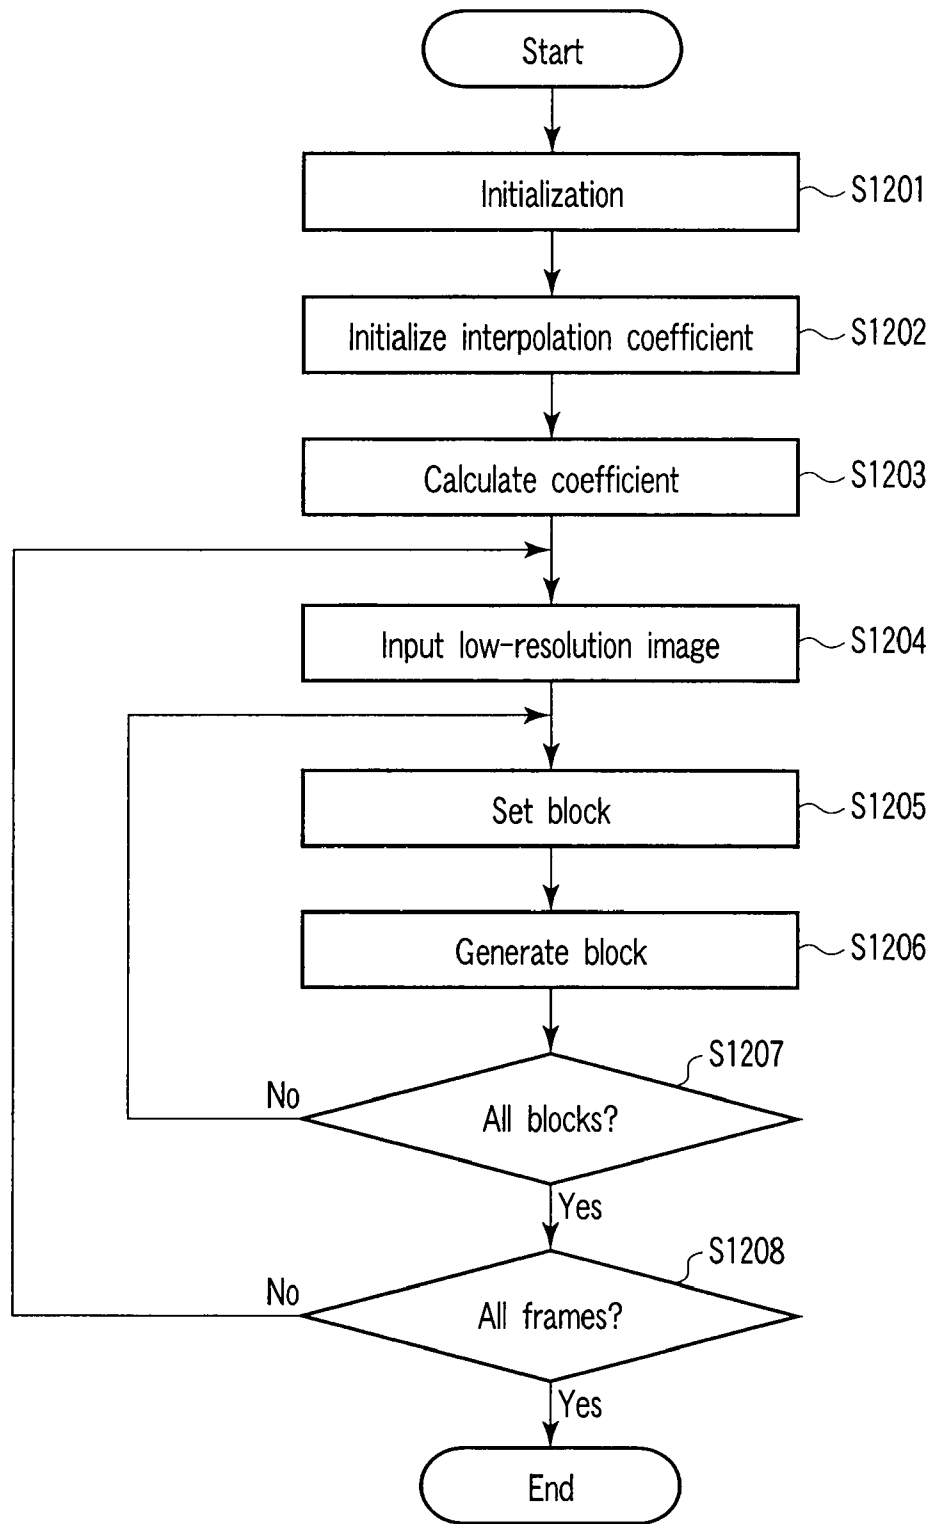 Start
Initialization
S1201
Initialize interpolation coefficient
S1202
Calculate coefficient
S1203
Input low-resolution image
S1204
Set block
S1205
Generate block
S1206
S1207
No
All blocks?
Yes
S1208
No
All frames?
Yes
End